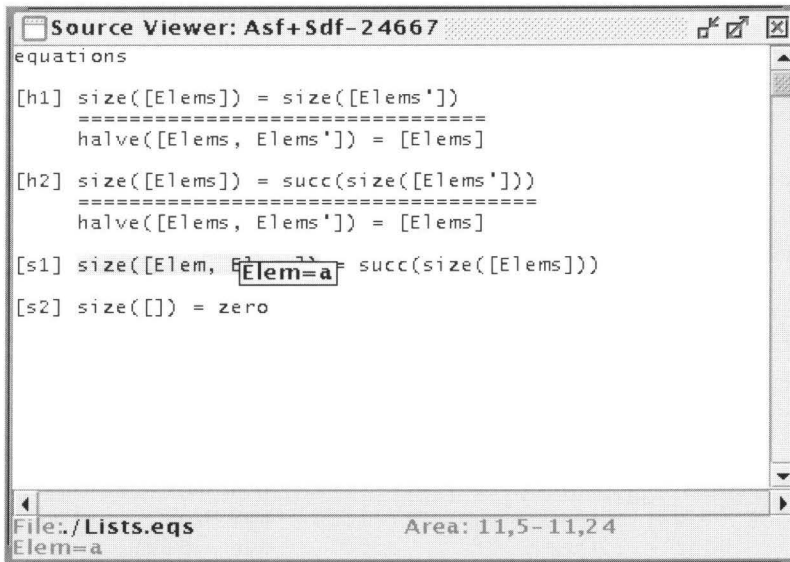 Source Viewer: Asf+Sdf-24667
equations
[h1] size([Elems]) = size([Elems'])
================================
halve([Elems, Elems']) = [Elems]
[h2] size([Elems]) = succ(size([Elems']))
====================================
halve([Elems, Elems']) = [Elems]
[s1] size([Elem, = succ(size([Elems]))
Elem=a
[s2] size([]) = zero
File:./Lists.eqs Area: 11,5-11,24
Elem=a